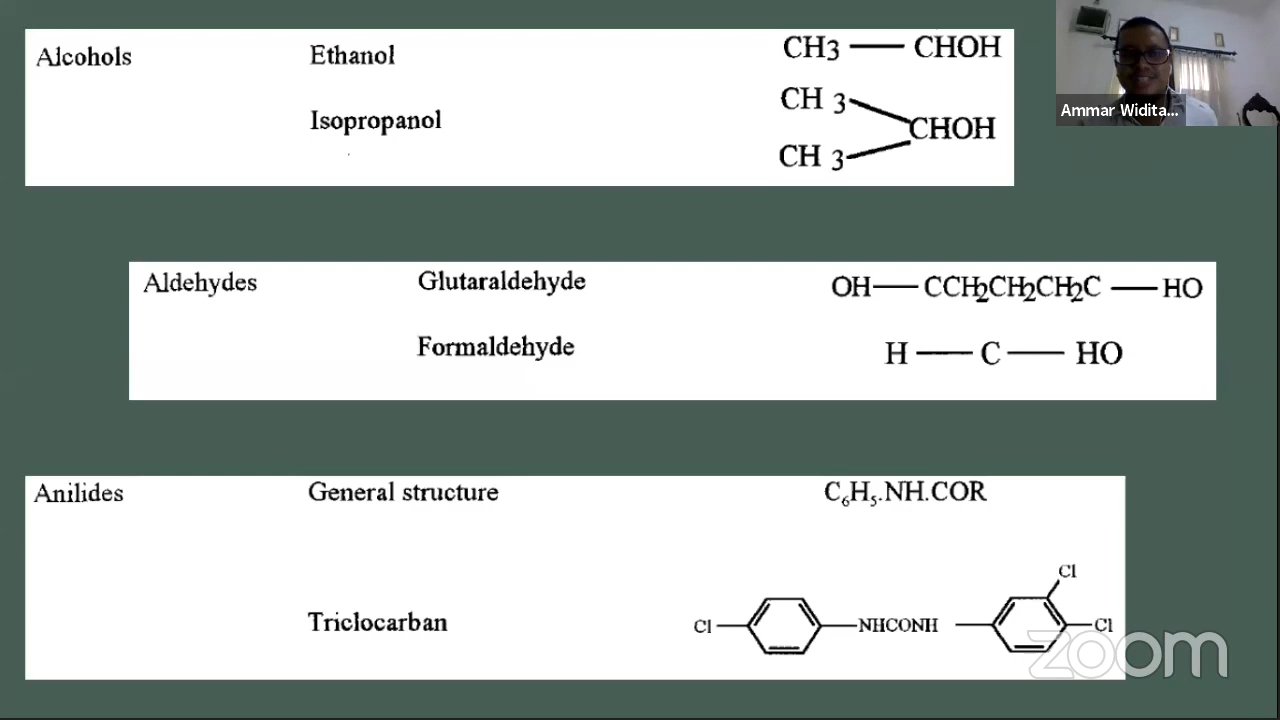 Alcohols
Ethanol
CH3 — CHOH
Isopropanol
CH 3
CHOH
CH 3
Ammar Widita...
Aldehydes
Glutaraldehyde
OH — CCH2CH2CH2C — HO
Formaldehyde
H — C — HO
Anilides
General structure
C6H5.NH.COR
Triclocarban
Cl
NHCONH
Cl
Cl
zoom